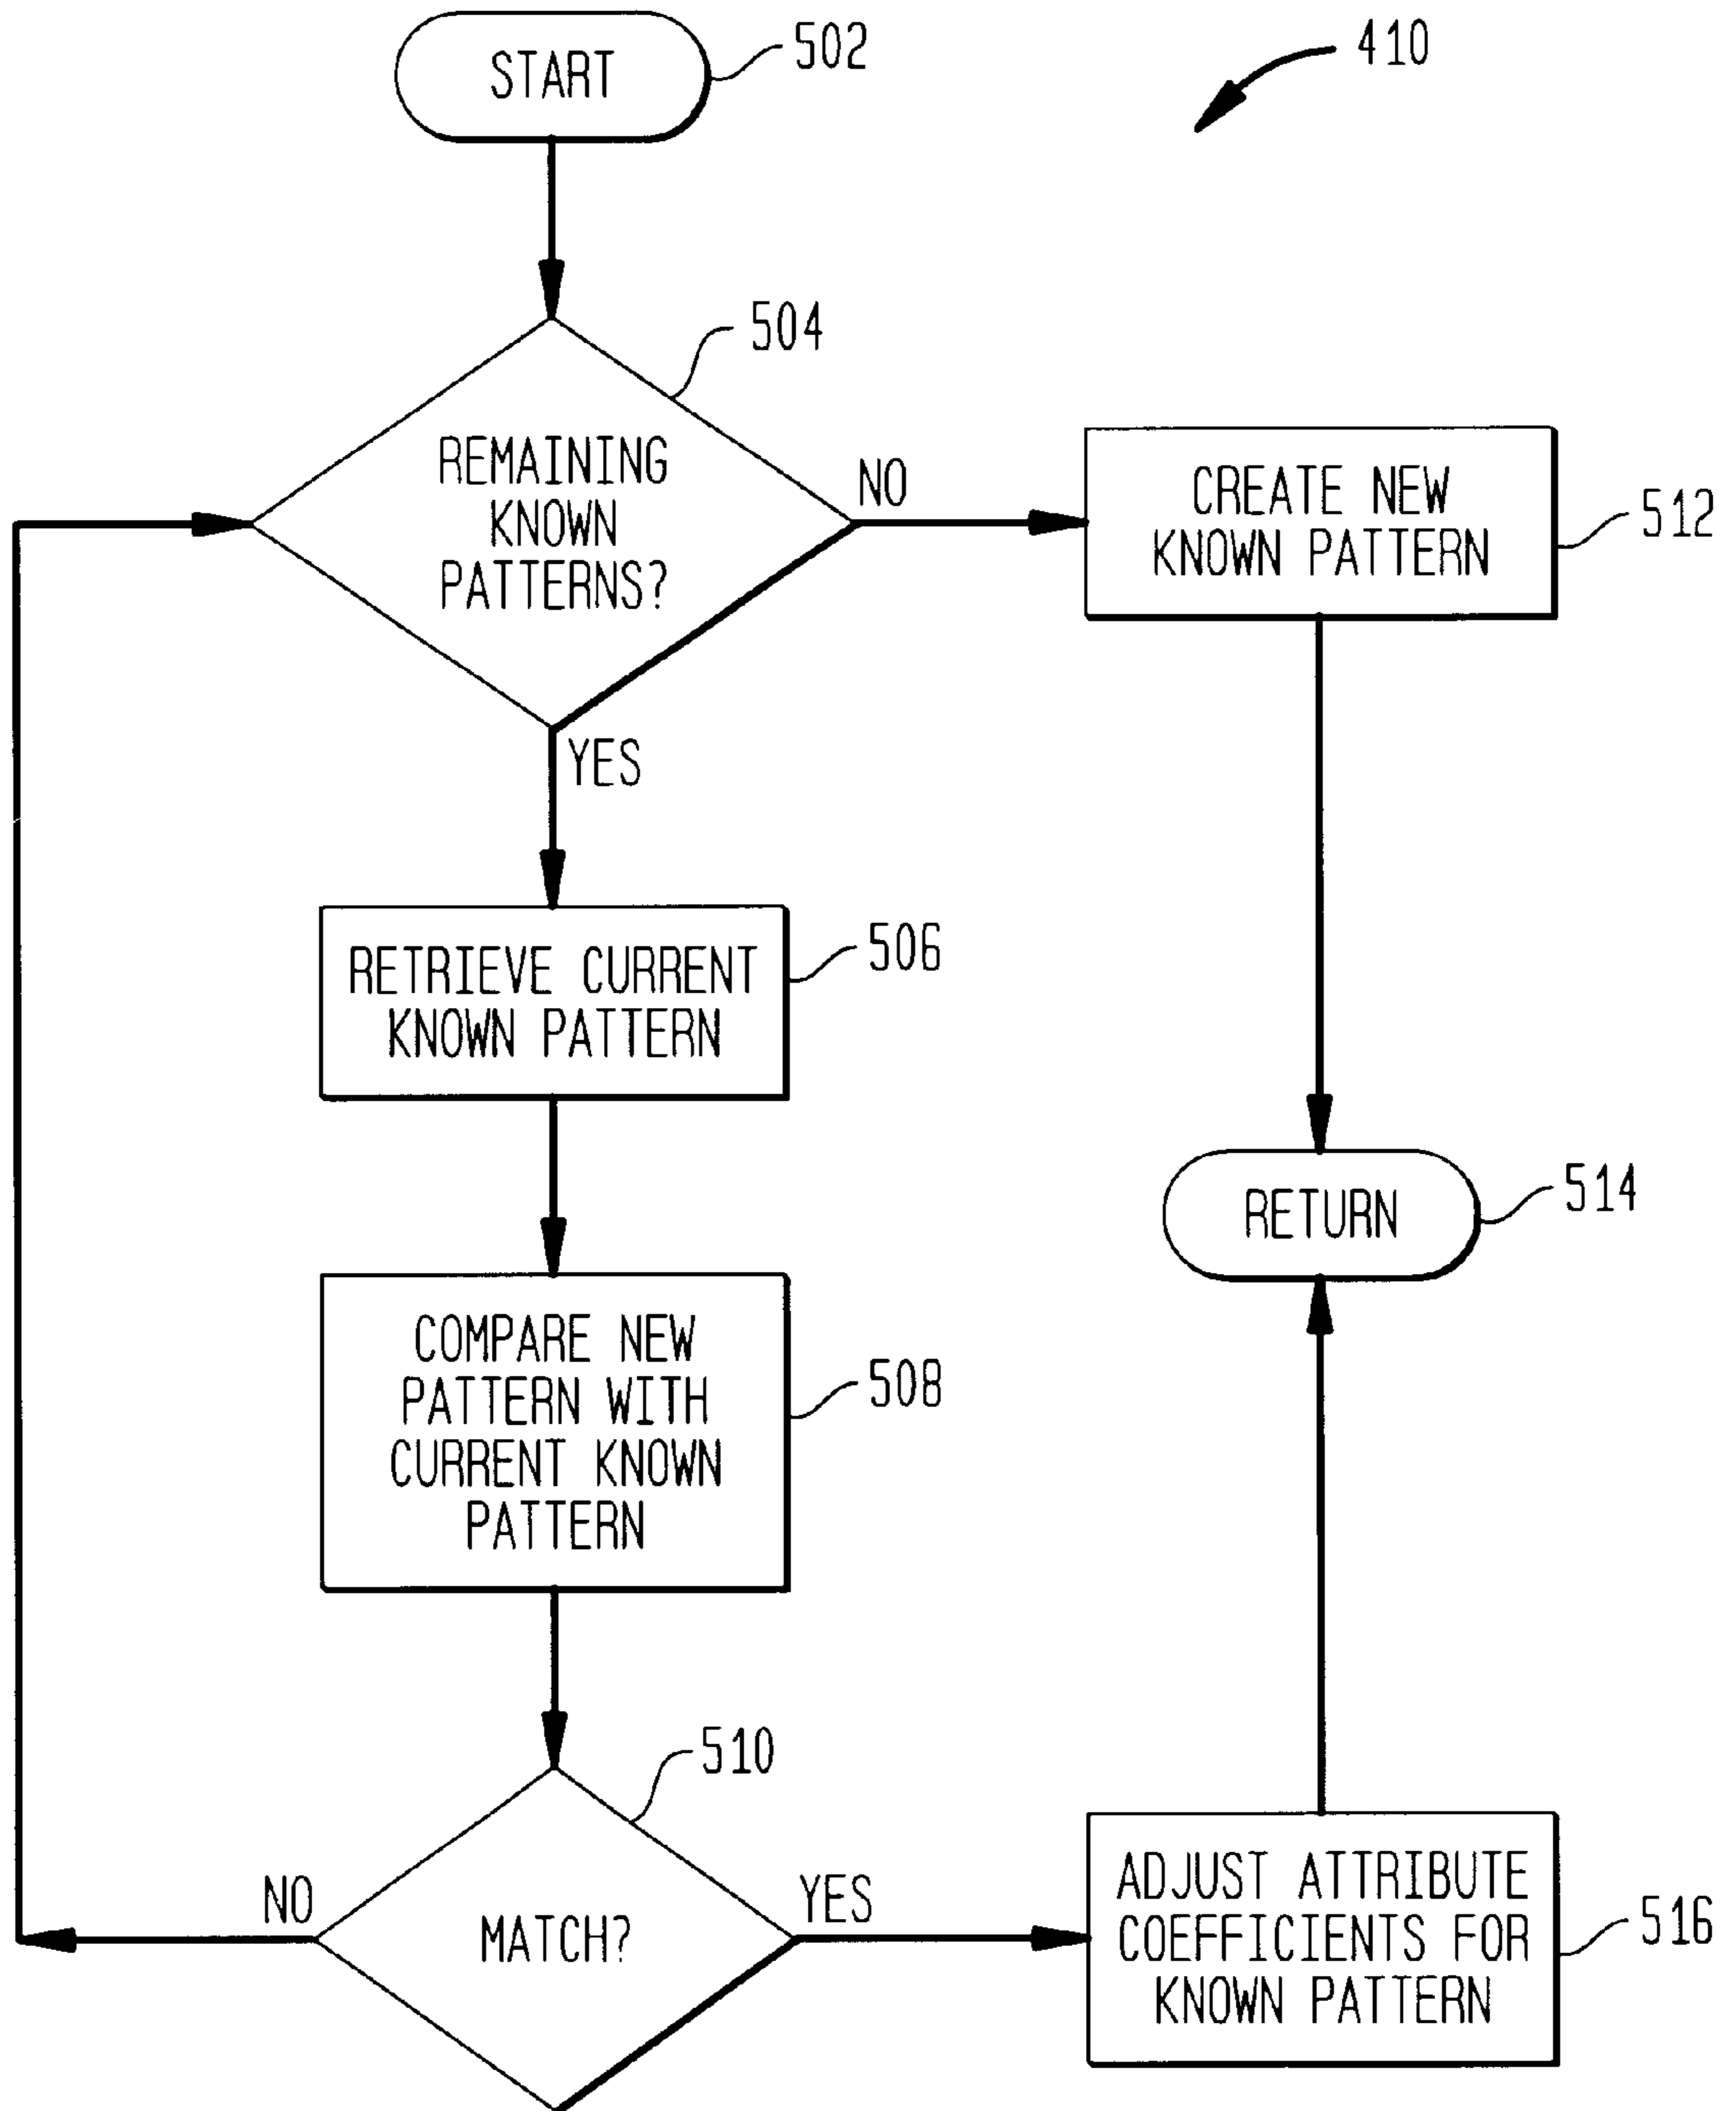 START
502
410
504
REMAINING
KNOWN
PATTERNS?
NO
CREATE NEW
KNOWN PATTERN
512
YES
RETRIEVE CURRENT
KNOWN PATTERN
506
RETURN
514
COMPARE NEW
PATTERN WITH
CURRENT KNOWN
PATTERN
508
510
NO
MATCH?
YES
ADJUST ATTRIBUTE
COEFFICIENTS FOR
KNOWN PATTERN
516